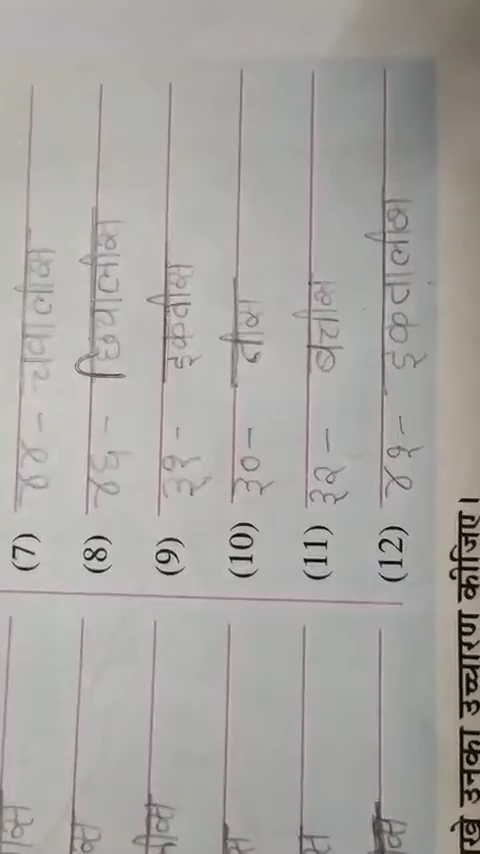 (7) ४४ - चवालीस
(8) ४६ - छियालीस
(9) ३१ - इकतीस
(10) ३० - तीस
(11) ३२ - बत्तीस
(12) ४१ - इकतालीस
उनका उच्चारण कीजिए।